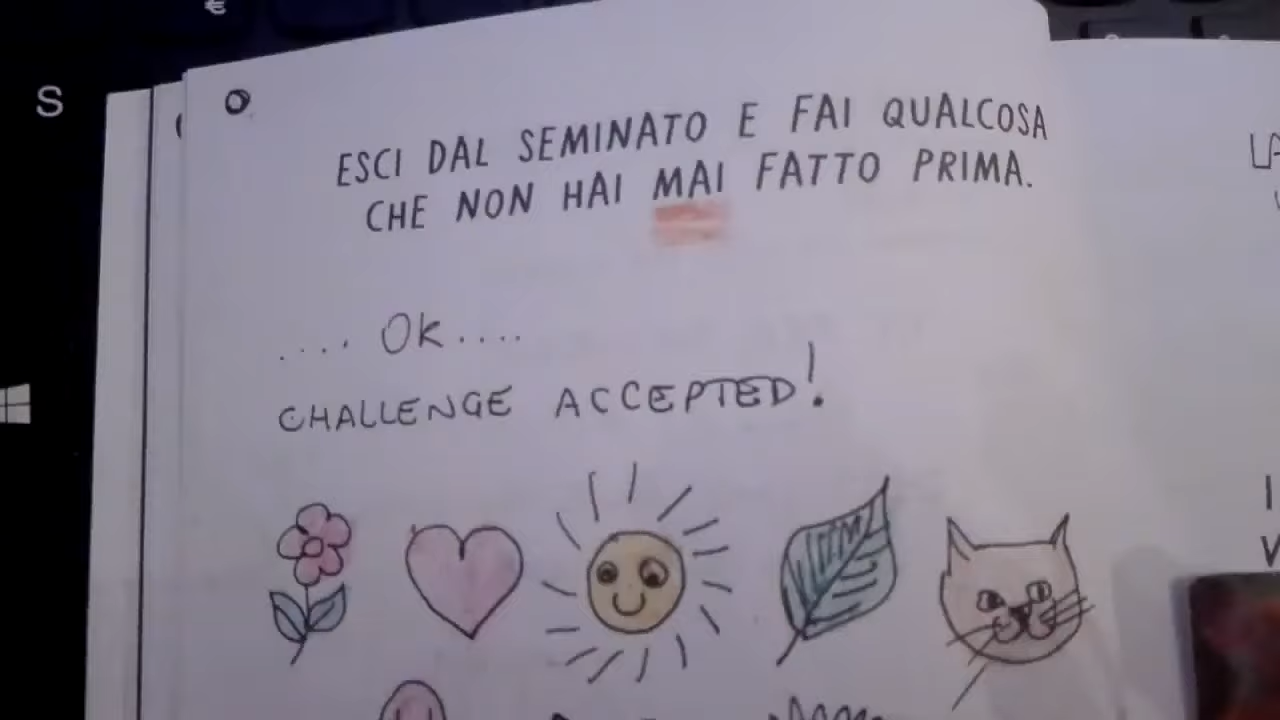 S
€
ESCI DAL SEMINATO E FAI QUALCOSA
CHE NON HAI MAI FATTO PRIMA.
.... Ok....
CHALLENGE ACCEPTED!